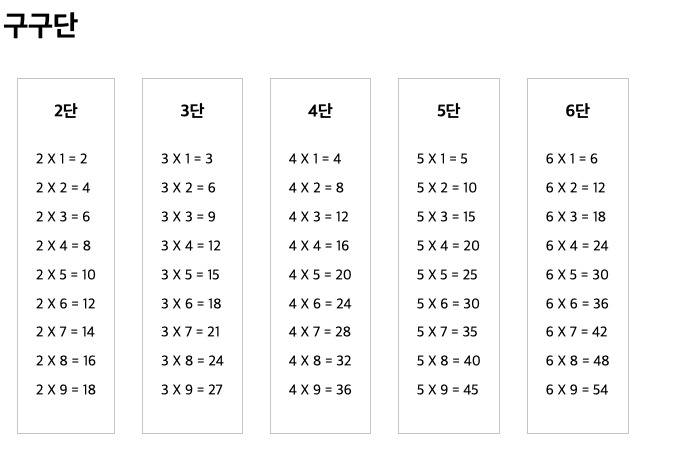 구구단
2단
2 X 1 = 2
2 X 2 = 4
2 X 3 = 6
2 X 4 = 8
2 X 5 = 10
2 X 6 = 12
2 X 7 = 14
2 X 8 = 16
2 X 9 = 18
3단
3 X 1 = 3
3 X 2 = 6
3 X 3 = 9
3 X 4 = 12
3 X 5 = 15
3 X 6 = 18
3 X 7 = 21
3 X 8 = 24
3 X 9 = 27
4단
4 X 1 = 4
4 X 2 = 8
4 X 3 = 12
4 X 4 = 16
4 X 5 = 20
4 X 6 = 24
4 X 7 = 28
4 X 8 = 32
4 X 9 = 36
5단
5 X 1 = 5
5 X 2 = 10
5 X 3 = 15
5 X 4 = 20
5 X 5 = 25
5 X 6 = 30
5 X 7 = 35
5 X 8 = 40
5 X 9 = 45
6단
6 X 1 = 6
6 X 2 = 12
6 X 3 = 18
6 X 4 = 24
6 X 5 = 30
6 X 6 = 36
6 X 7 = 42
6 X 8 = 48
6 X 9 = 54